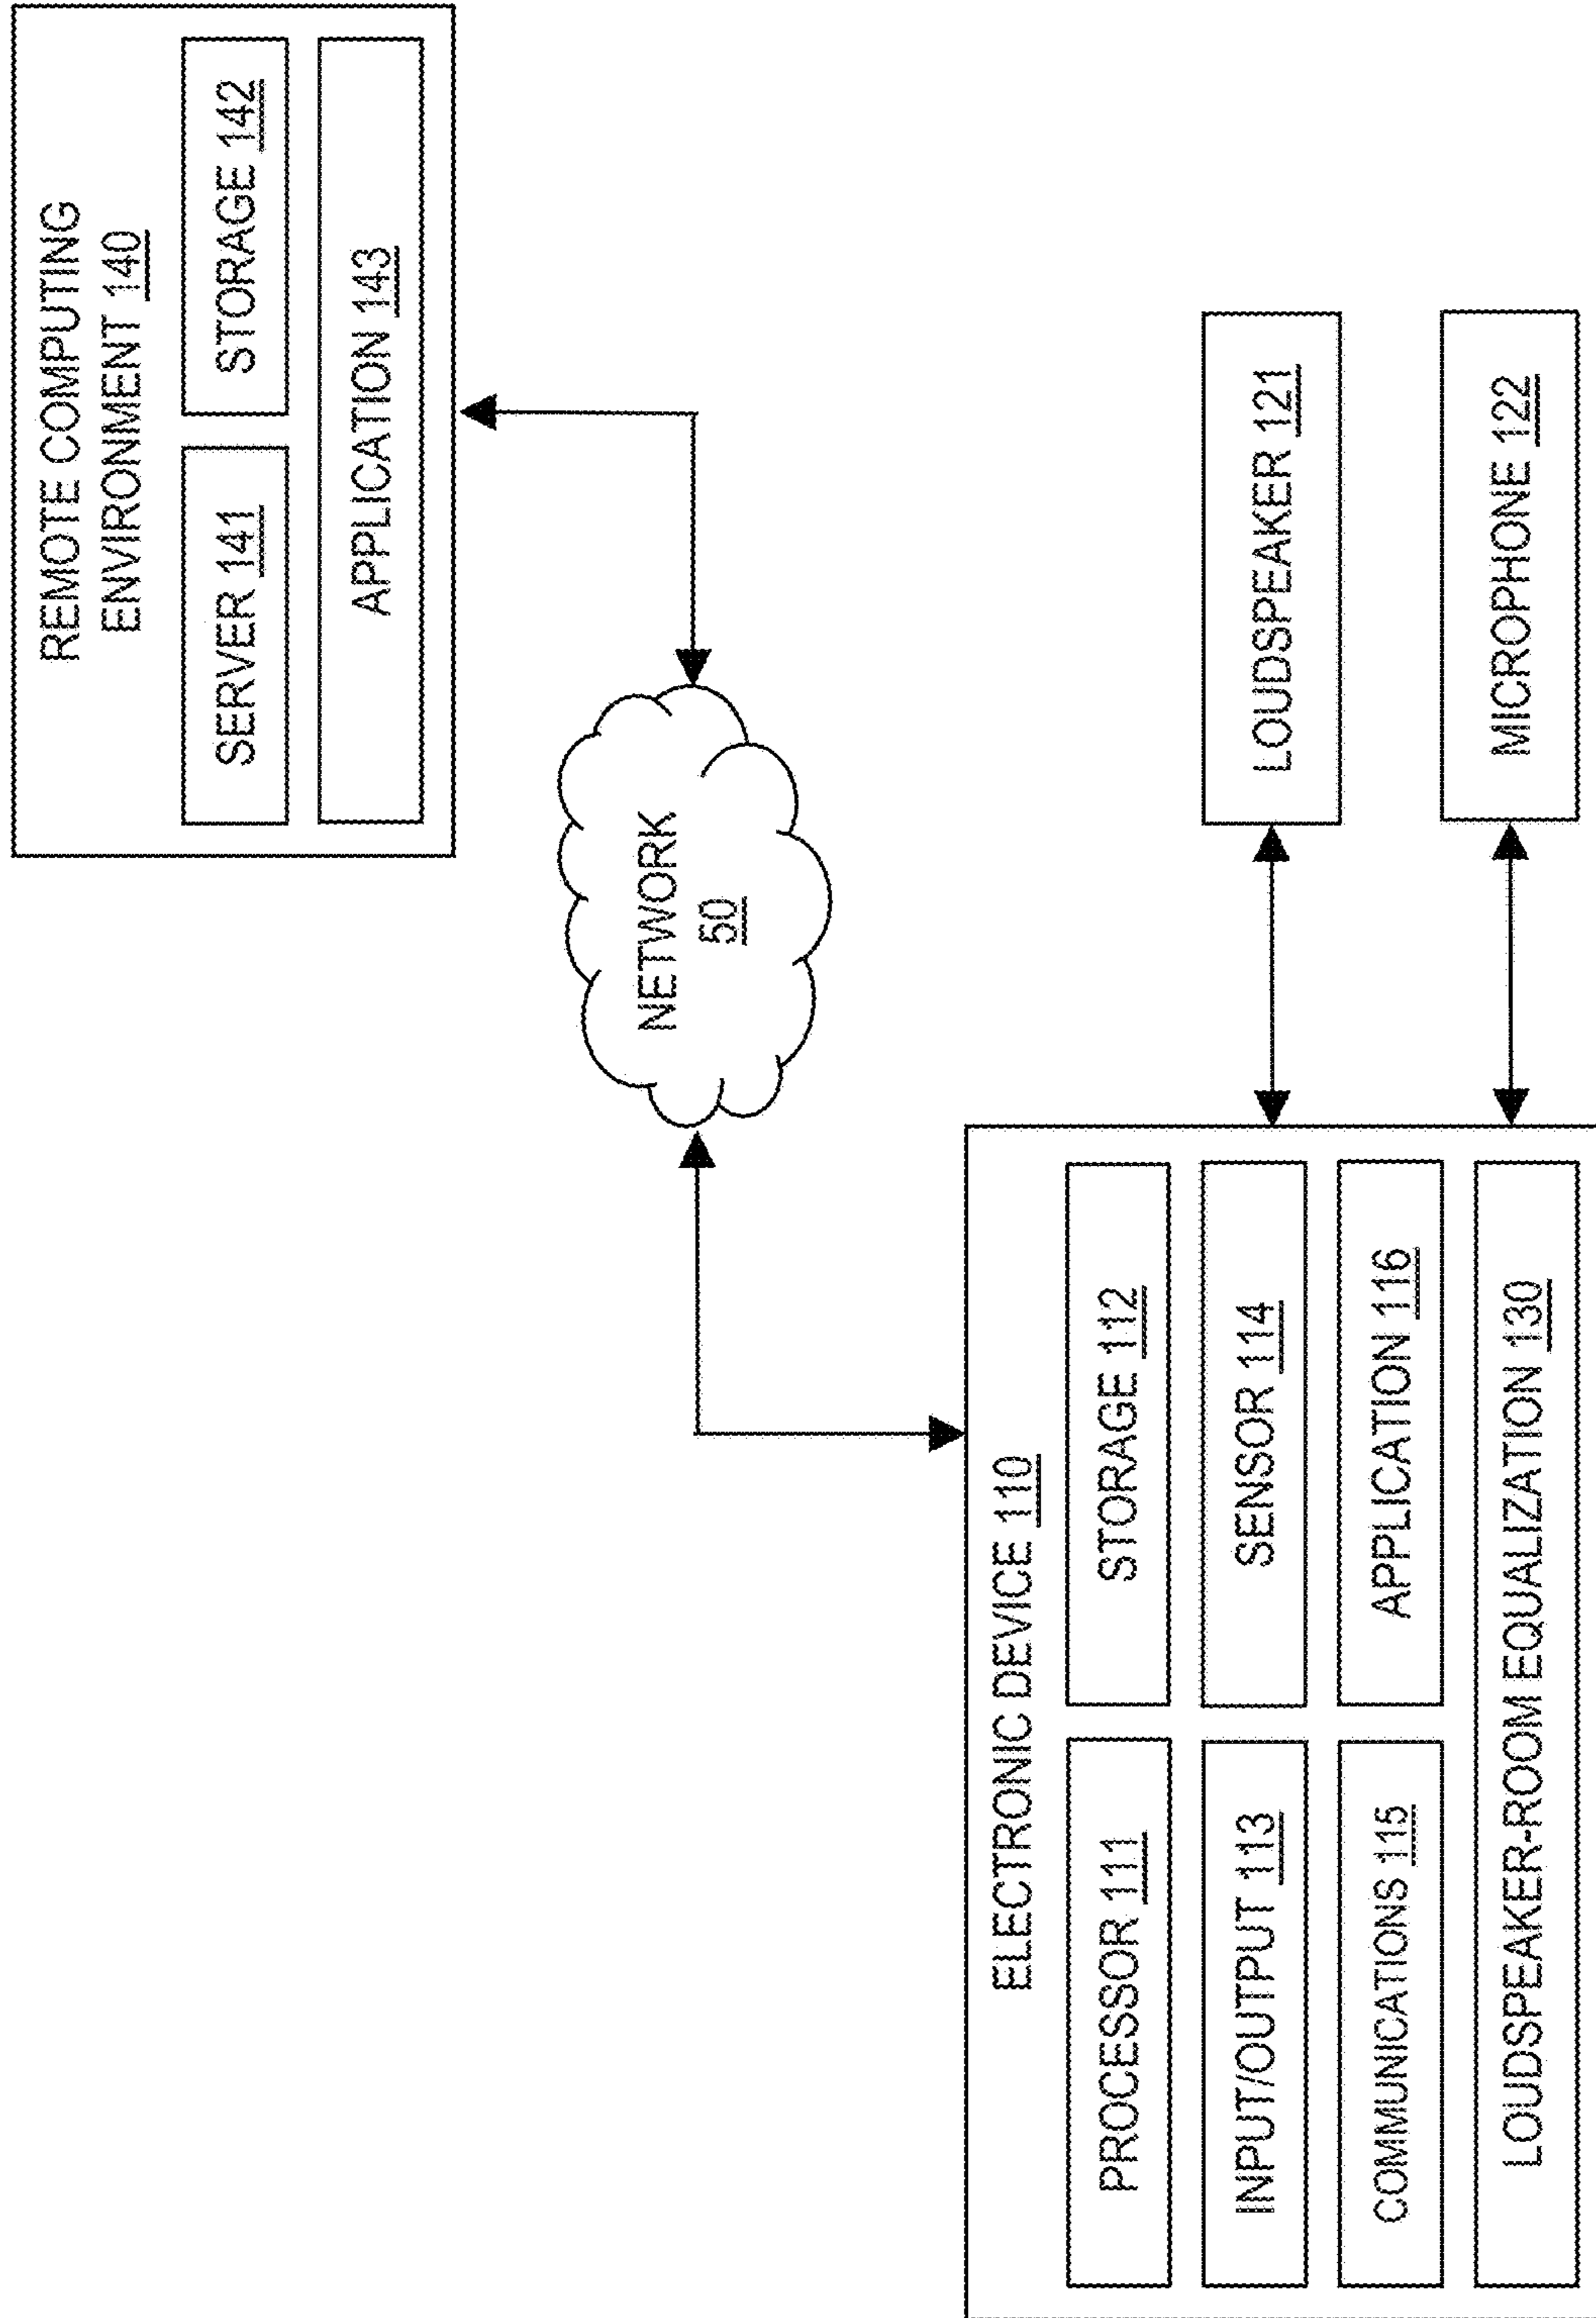 REMOTE COMPUTING
ENVIRONMENT 140
SERVER 141
STORAGE 142
APPLICATION 143
NETWORK
50
ELECTRONIC DEVICE 110
PROCESSOR 111
STORAGE 112
INPUT/OUTPUT 113
SENSOR 114
COMMUNICATIONS 115
APPLICATION 116
LOUDSPEAKER-ROOM EQUALIZATION 130
LOUDSPEAKER 121
MICROPHONE 122